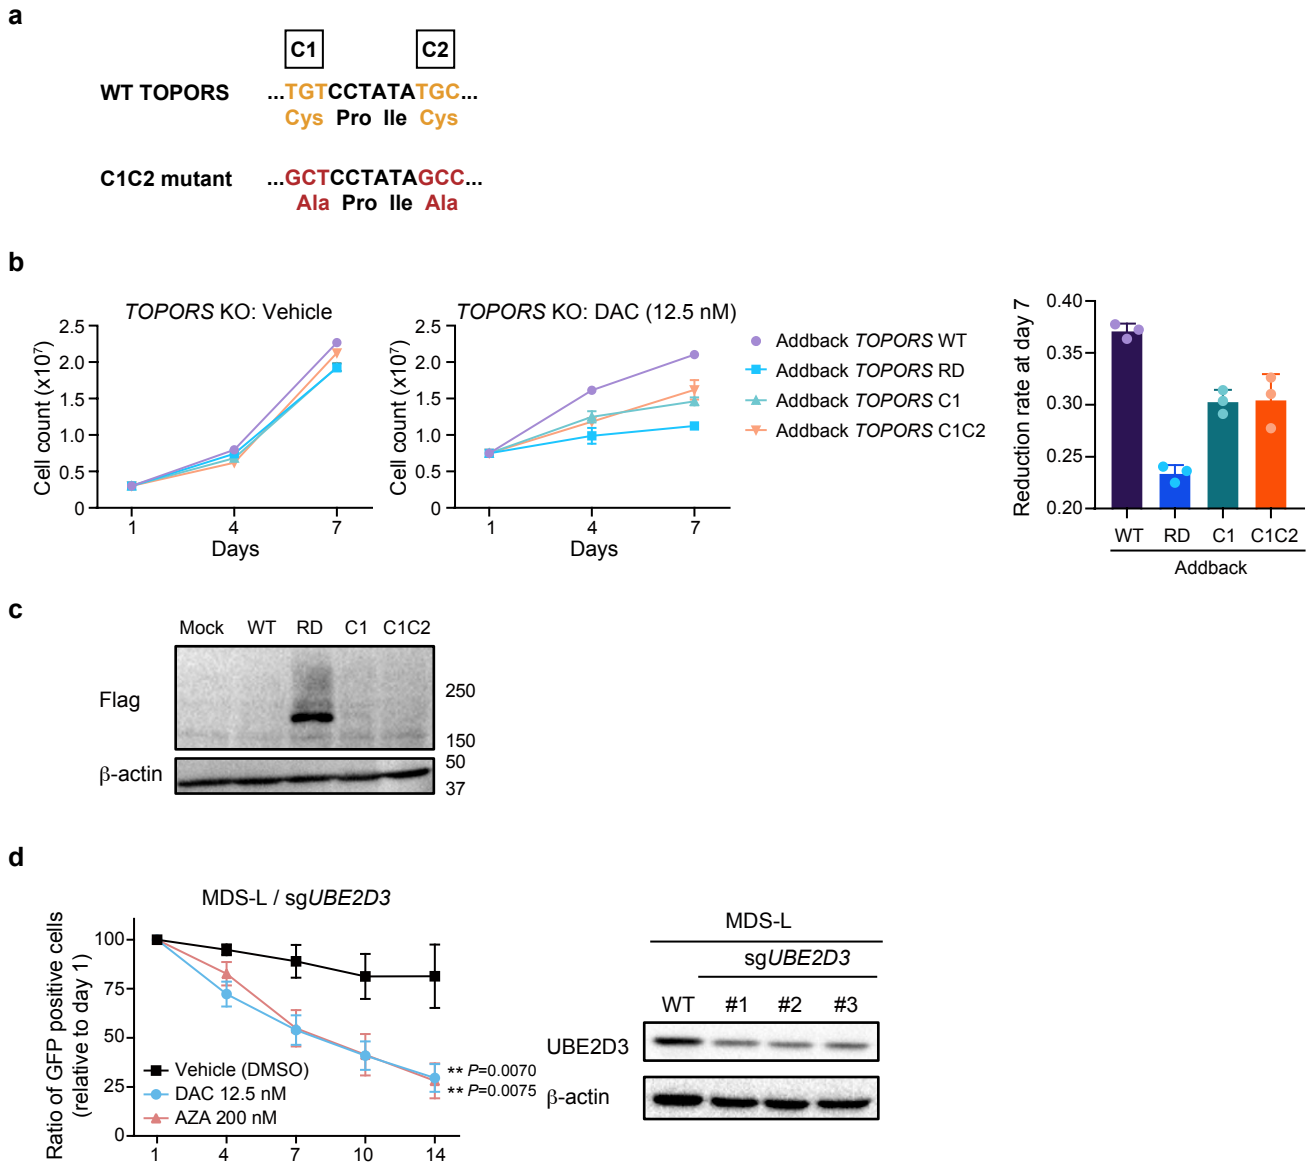 a
C1 C2
WT TOPORS ...TGTCCTATATGC...
Cys Pro Ile Cys
C1C2 mutant ...GCTCCTATAGCC...
Ala Pro Ile Ala
b
TOPORS KO: Vehicle
Cell count (x10⁷)
2.5
2.0
1.5
1.0
0.5
0
1 4 7
Days
TOPORS KO: DAC (12.5 nM)
Cell count (x10⁷)
2.5
2.0
1.5
1.0
0.5
0
1 4 7
Days
Addback TOPORS WT
Addback TOPORS RD
Addback TOPORS C1
Addback TOPORS C1C2
Reduction rate at day 7
0.40
0.35
0.30
0.25
0.20
WT RD C1 C1C2
Addback
c
Mock WT RD C1 C1C2
Flag
250
150
β-actin
50
37
d
MDS-L / sgUBE2D3
Ratio of GFP positive cells
(relative to day 1)
100
75
50
25
0
Vehicle (DMSO)
DAC 12.5 nM
AZA 200 nM
** P=0.0070
** P=0.0075
1 4 7 10 14
MDS-L
sgUBE2D3
WT #1 #2 #3
UBE2D3
β-actin